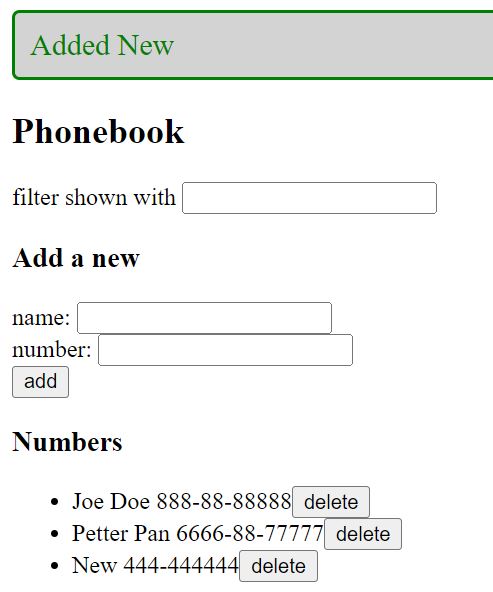 Added New
Phonebook
filter shown with
Add a new
name:
number:
add
Numbers
Joe Doe 888-88-88888 delete
Petter Pan 6666-88-77777 delete
New 444-444444 delete